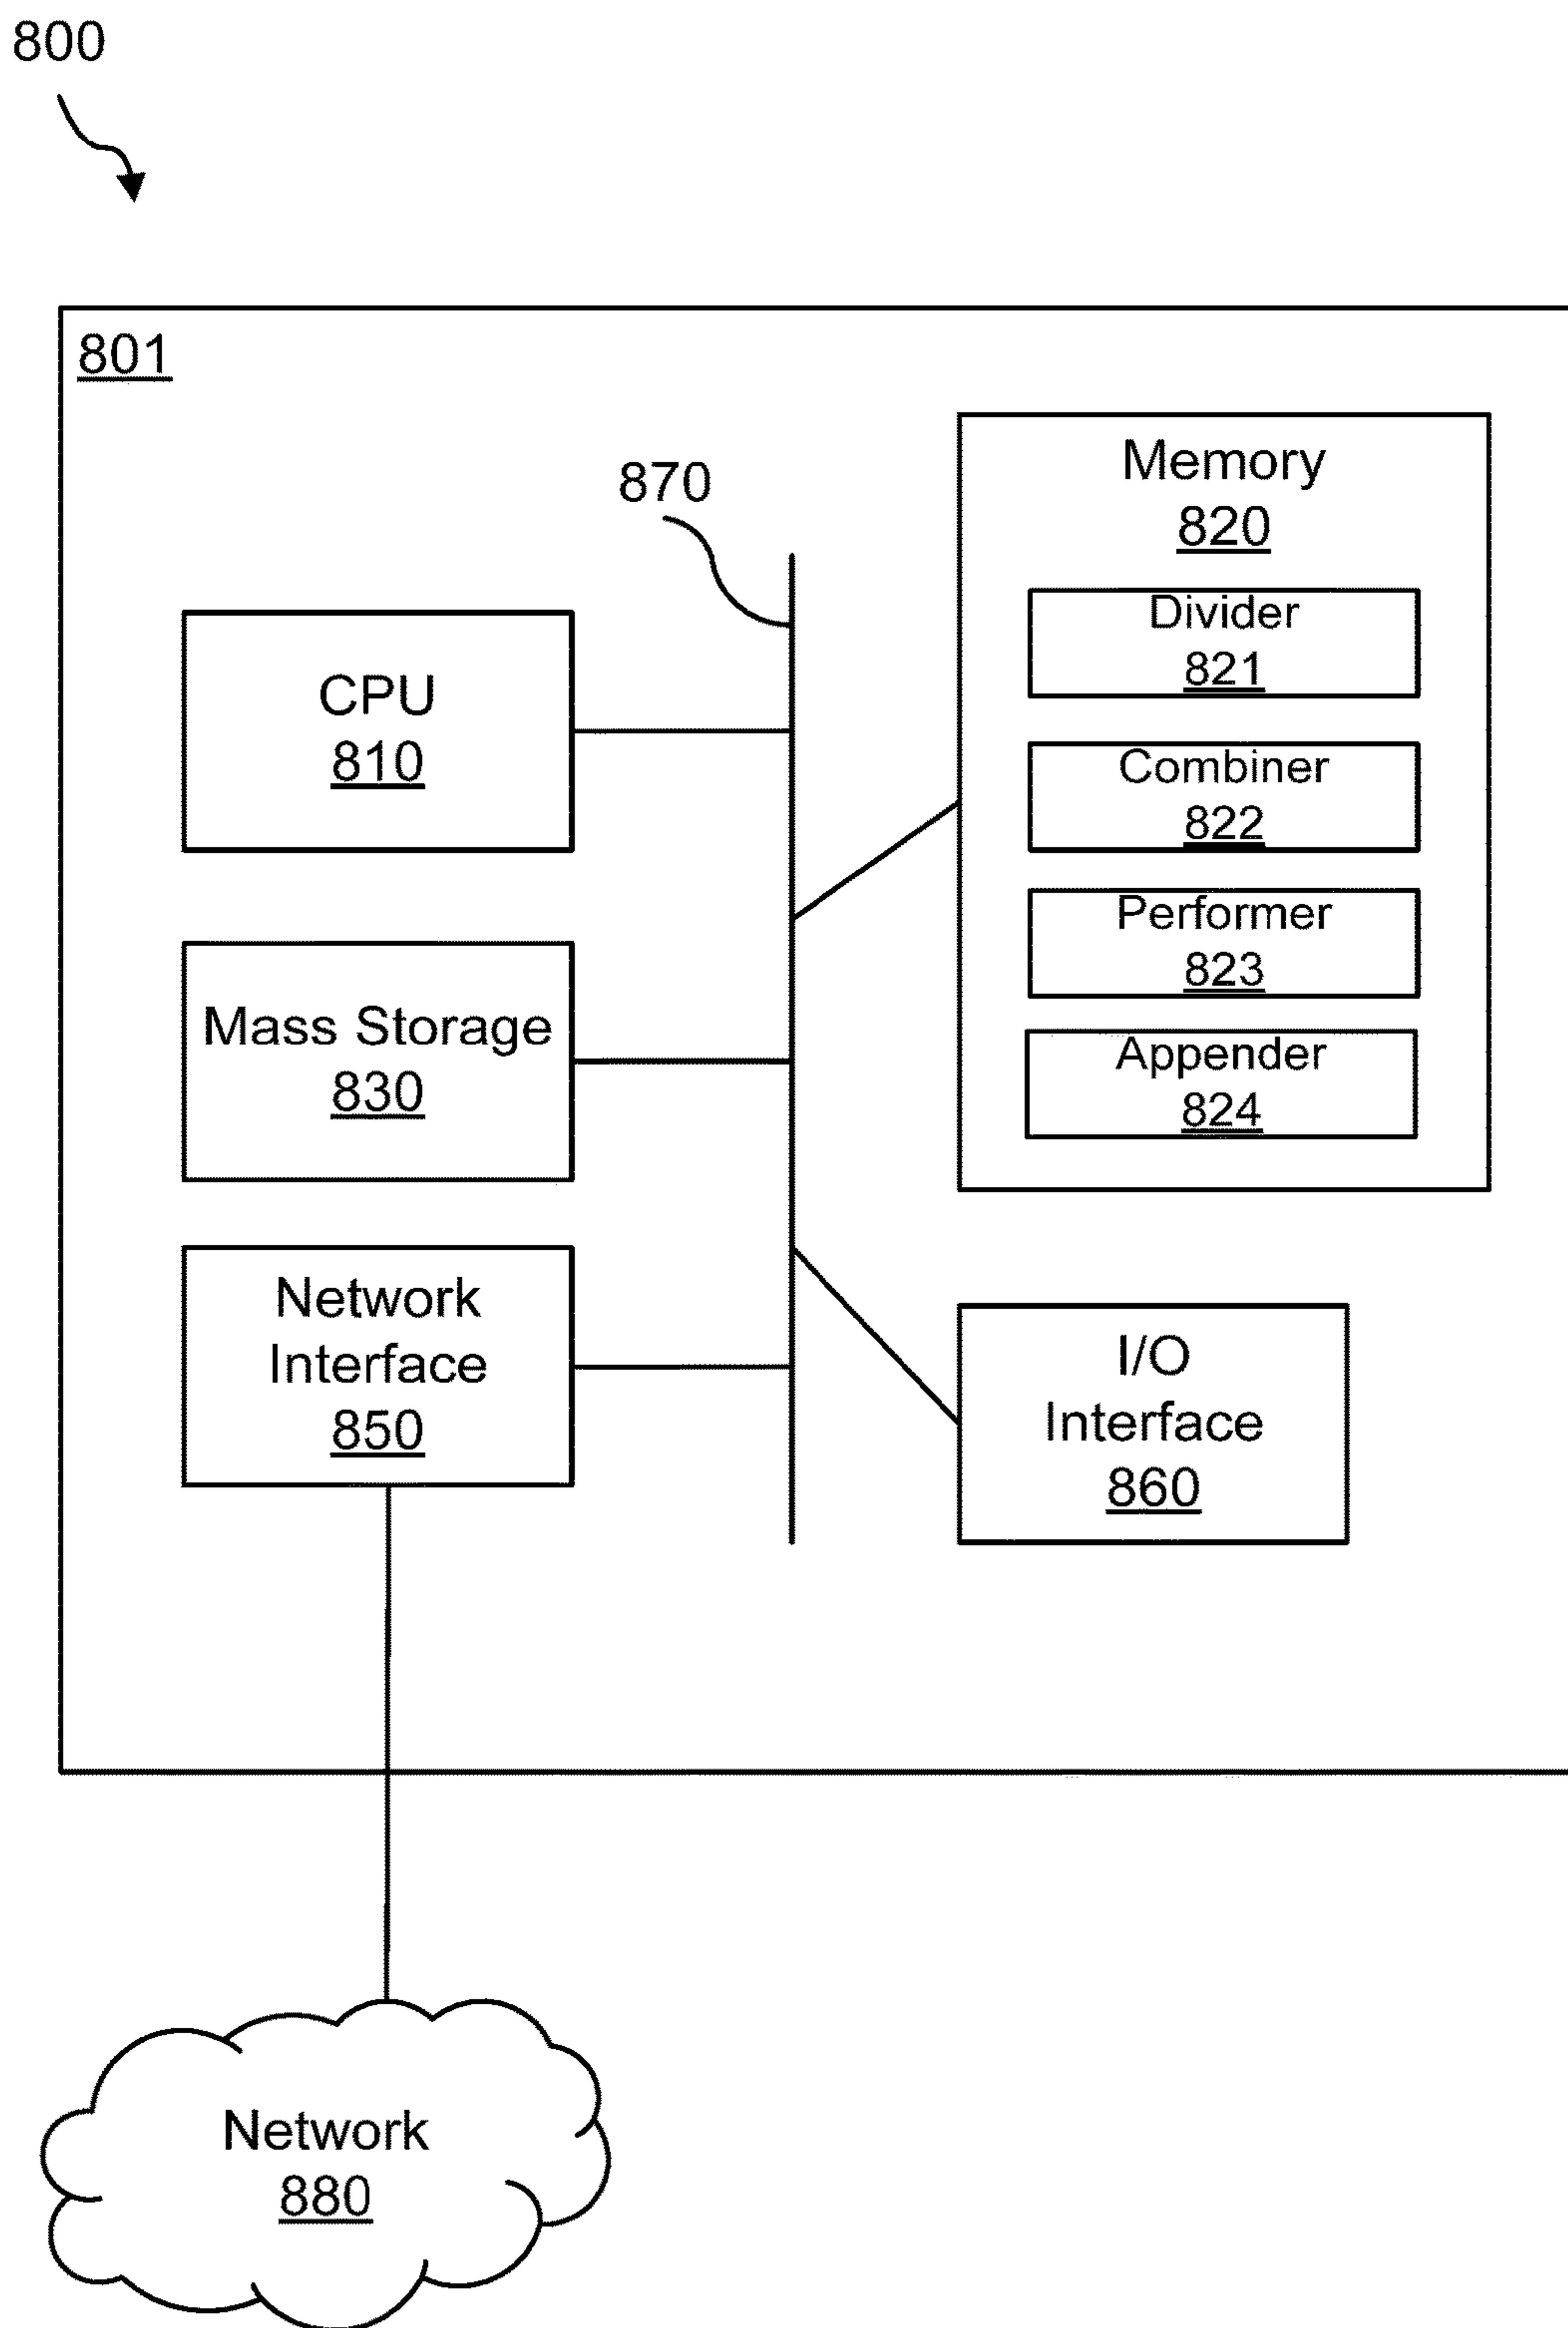 800
801
870
CPU
810
Mass Storage
830
Network
Interface
850
Memory
820
Divider
821
Combiner
822
Performer
823
Appender
824
I/O
Interface
860
Network
880